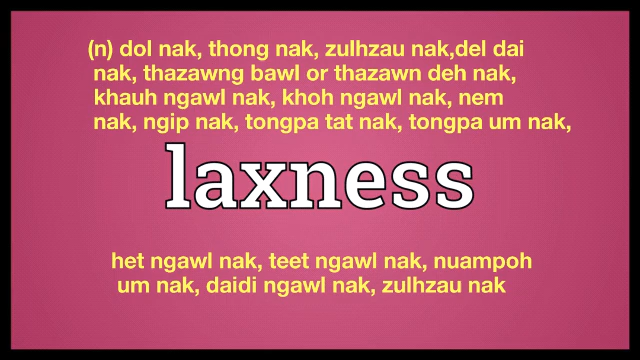 (n) dol nak, thong nak, zulhzau nak,del dai
nak, thazawng bawl or thazawn deh nak,
khauh ngawl nak, khoh ngawl nak, nem
nak, ngip nak, tongpa tat nak, tongpa um nak,
laxness
het ngawl nak, teet ngawl nak, nuampoh
um nak, daidi ngawl nak, zulhzau nak